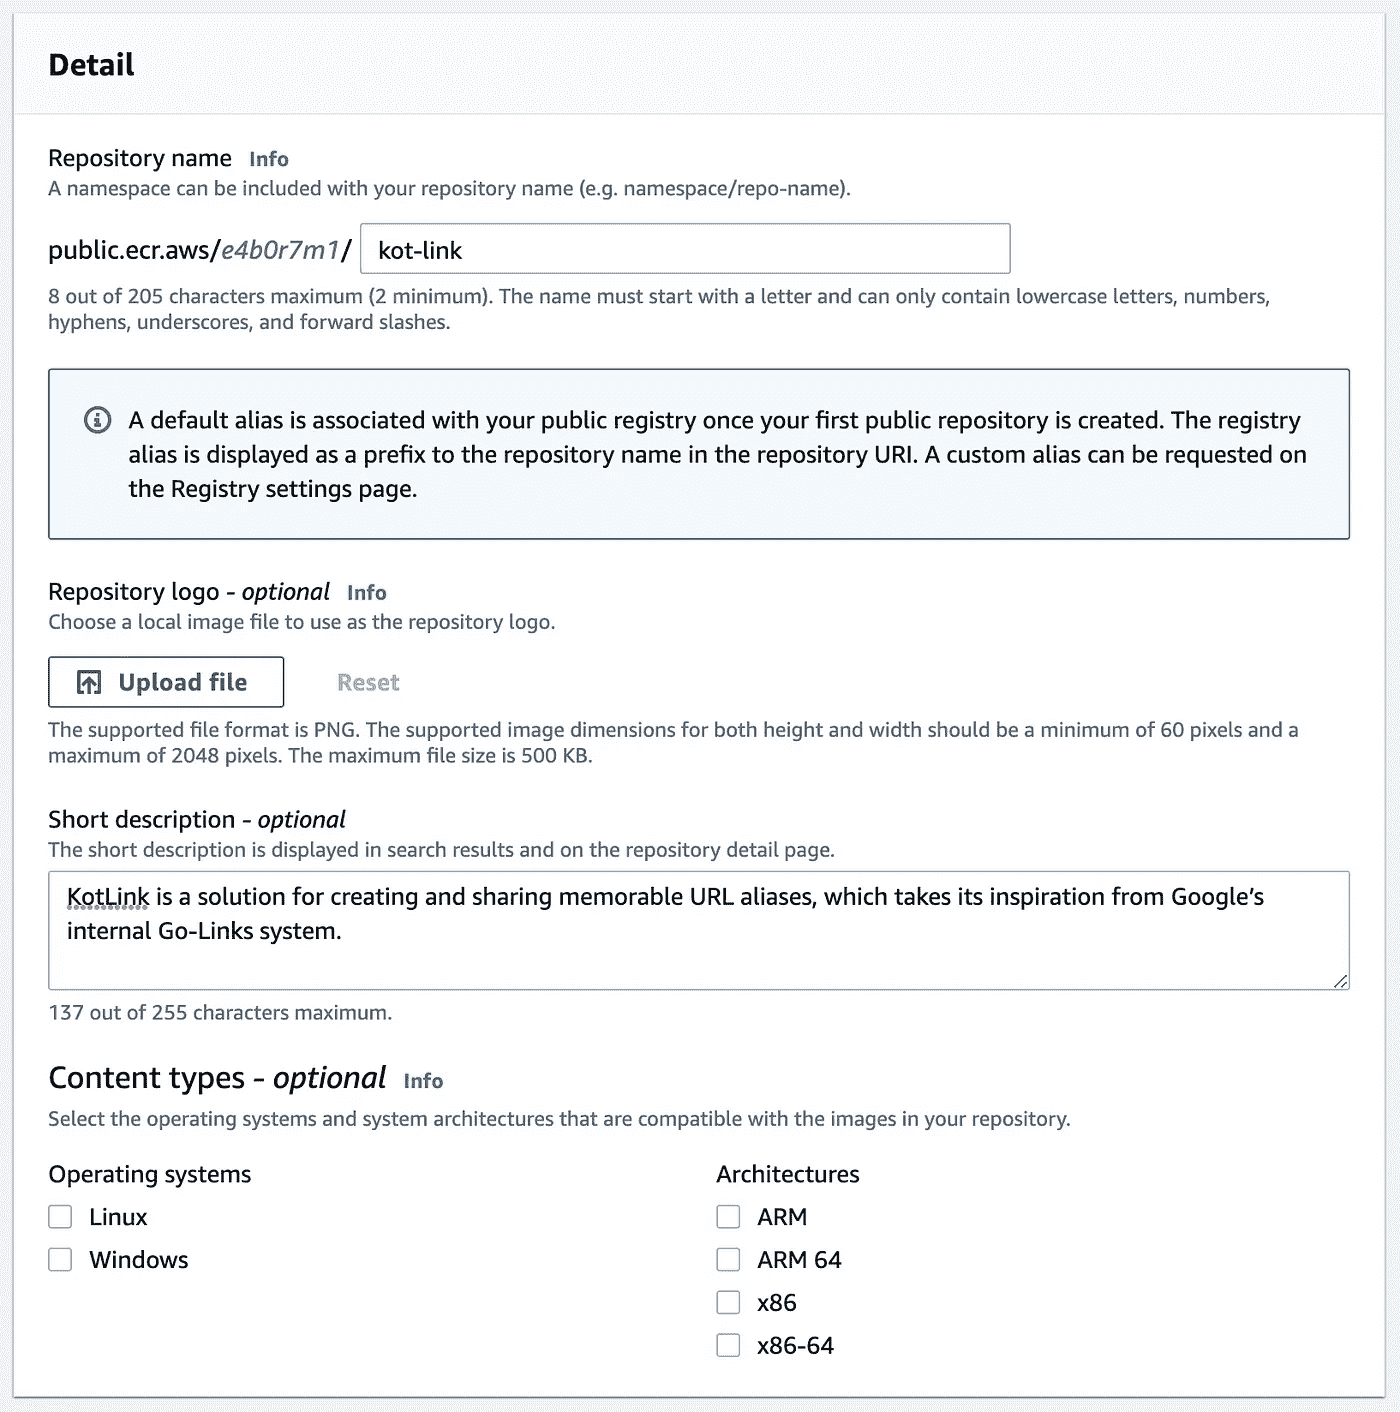 Detail
Repository name Info
A namespace can be included with your repository name (e.g. namespace/repo-name).
public.ecr.aws/e4b0r7m1/ kot-link
8 out of 205 characters maximum (2 minimum). The name must start with a letter and can only contain lowercase letters, numbers,
hyphens, underscores, and forward slashes.
A default alias is associated with your public registry once your first public repository is created. The registry
alias is displayed as a prefix to the repository name in the repository URI. A custom alias can be requested on
the Registry settings page.
Repository logo - optional Info
Choose a local image file to use as the repository logo.
Upload file Reset
The supported file format is PNG. The supported image dimensions for both height and width should be a minimum of 60 pixels and a
maximum of 2048 pixels. The maximum file size is 500 KB.
Short description - optional
The short description is displayed in search results and on the repository detail page.
KotLink is a solution for creating and sharing memorable URL aliases, which takes its inspiration from Google’s
internal Go-Links system.
137 out of 255 characters maximum.
Content types - optional Info
Select the operating systems and system architectures that are compatible with the images in your repository.
Operating systems
Linux
Windows
Architectures
ARM
ARM 64
x86
x86-64